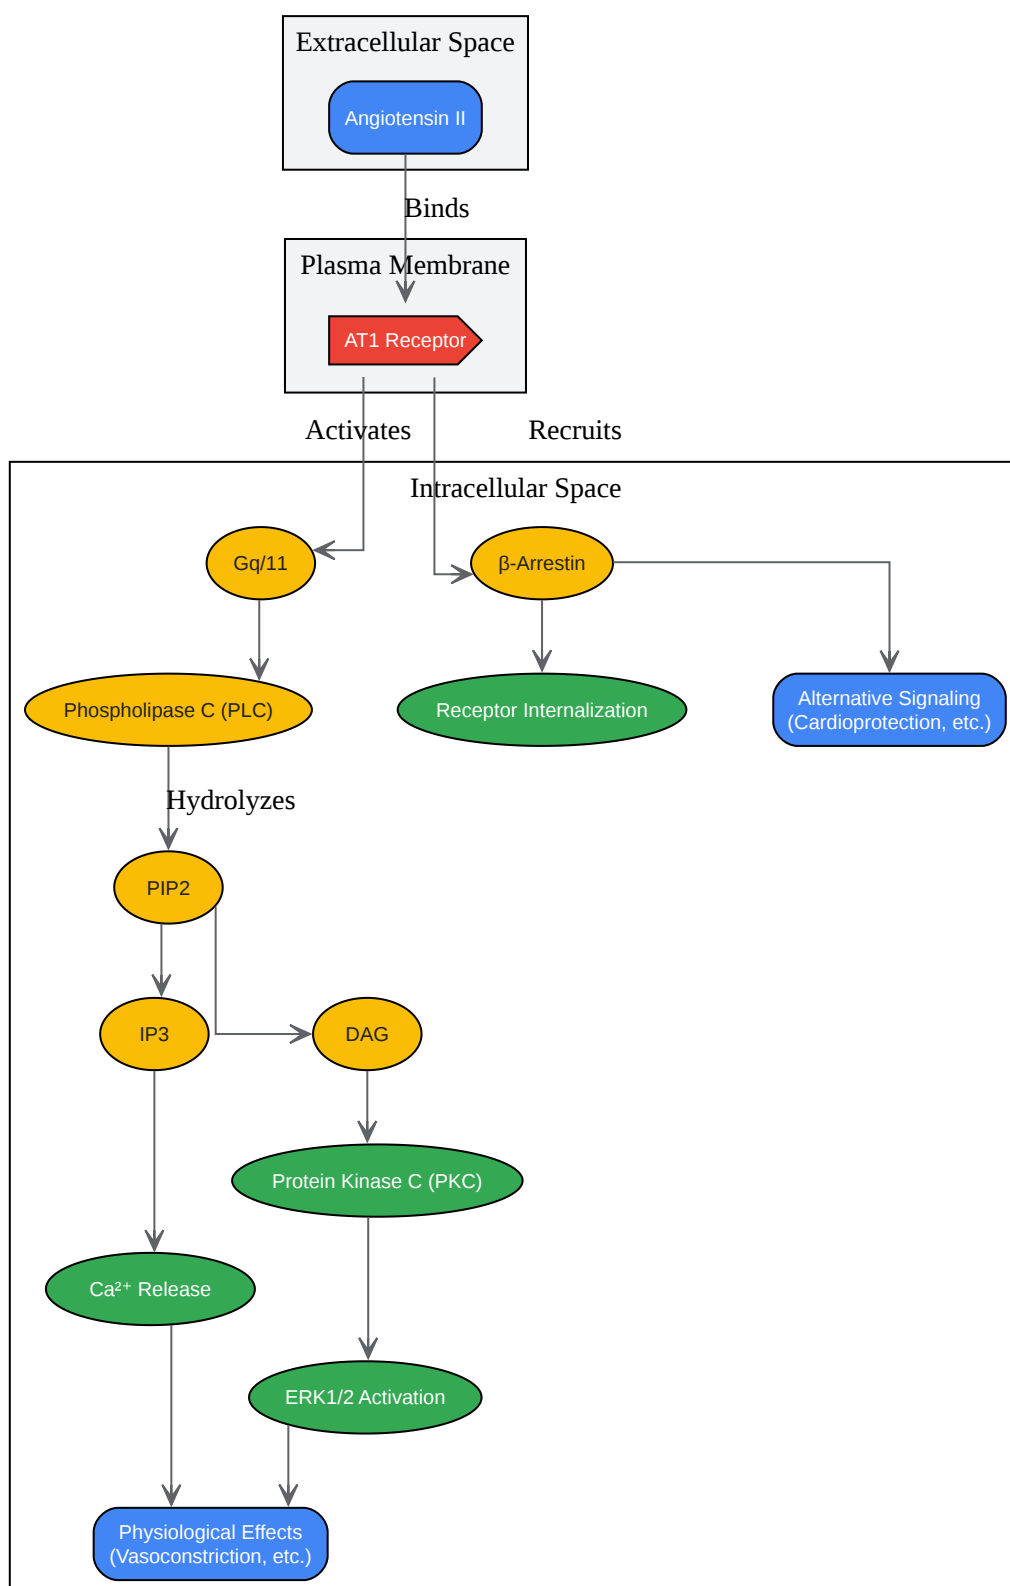 Extracellular Space
Angiotensin II
Binds
Plasma Membrane
AT1 Receptor
Activates
Recruits
Intracellular Space
Gq/11
β-Arrestin
Phospholipase C (PLC)
Receptor Internalization
Alternative Signaling
(Cardioprotection, etc.)
Hydrolyzes
PIP2
IP3
DAG
Protein Kinase C (PKC)
Ca²⁺ Release
ERK1/2 Activation
Physiological Effects
(Vasoconstriction, etc.)